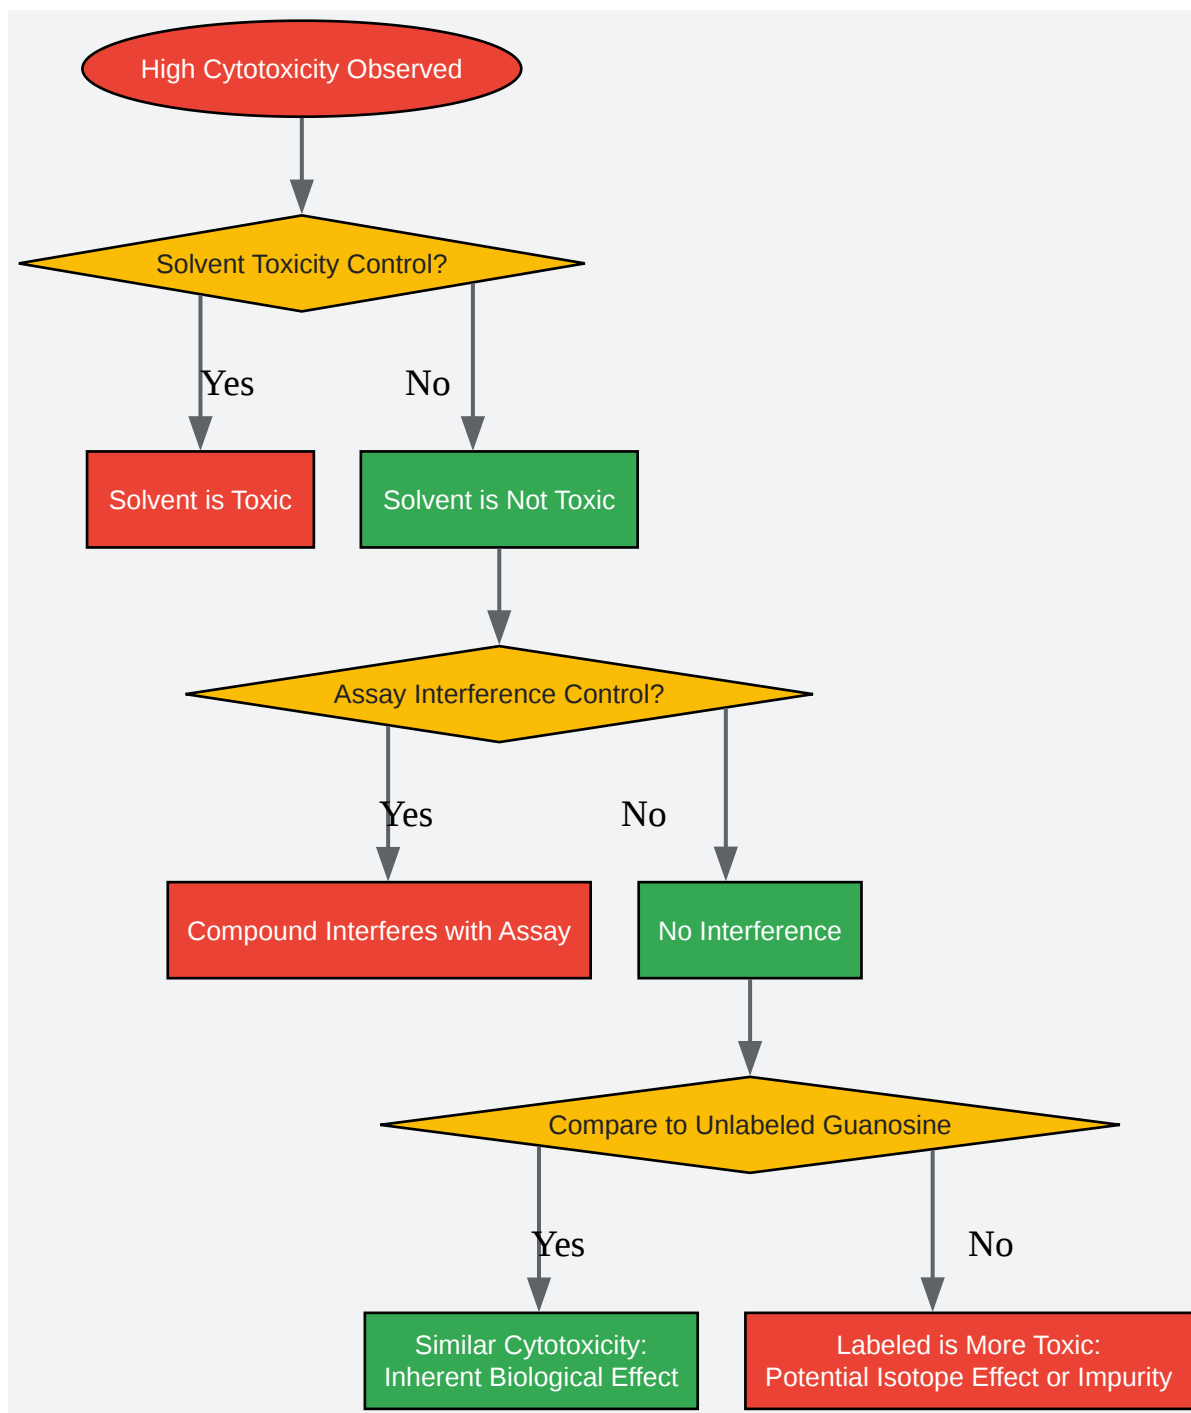 High Cytotoxicity Observed
Solvent Toxicity Control?
Yes
No
Solvent is Toxic
Solvent is Not Toxic
Assay Interference Control?
Yes
No
Compound Interferes with Assay
No Interference
Compare to Unlabeled Guanosine
Yes
No
Similar Cytotoxicity:
Inherent Biological Effect
Labeled is More Toxic:
Potential Isotope Effect or Impurity